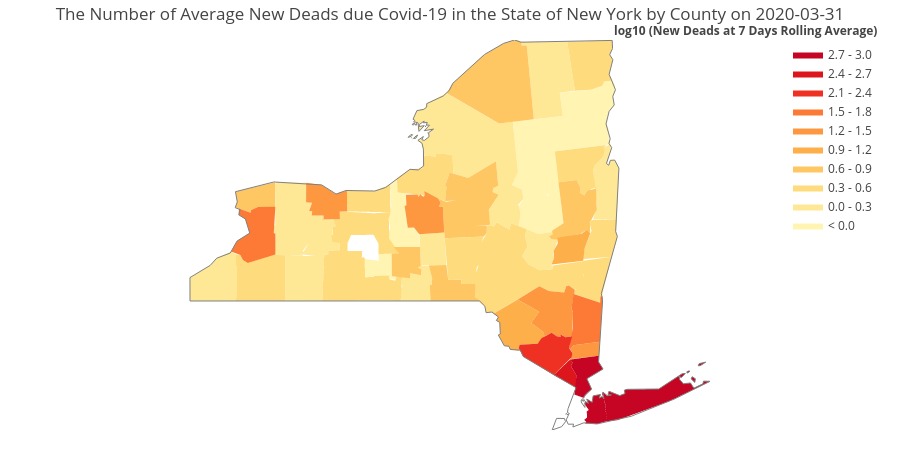 The Number of Average New Deads due Covid-19 in the State of New York by County on 2020-03-31
log10 (New Deads at 7 Days Rolling Average)
2.7 - 3.0
2.4 - 2.7
2.1 - 2.4
1.5 - 1.8
1.2 - 1.5
0.9 - 1.2
0.6 - 0.9
0.3 - 0.6
0.0 - 0.3
< 0.0